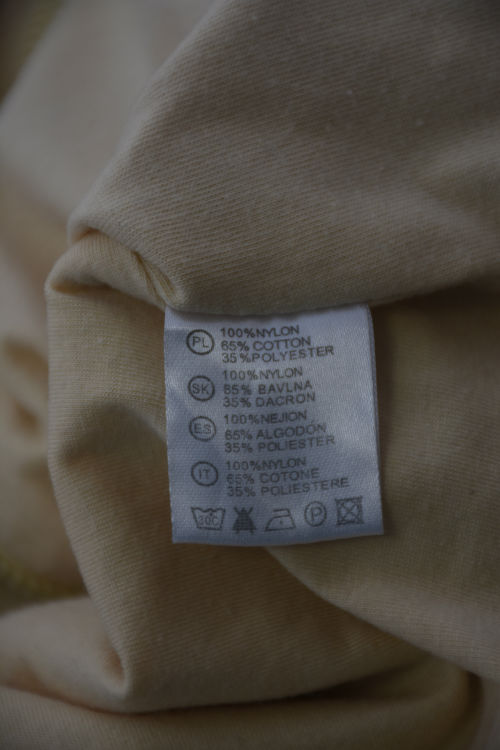 PL 100%NYLON
65% COTTON
35%POLYESTER
SK 100%NYLON
65% BAVLNA
35% DACRON
ES 100%NEJION
65% ALGODÓN
35% POLIESTER
IT 100%NYLON
65% COTONE
35% POLIESTERE
30C P